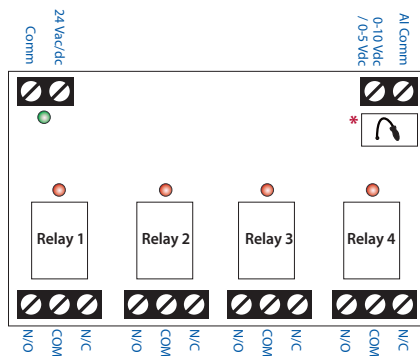 Comm
24 Vac/dc
0-10 Vdc
/ 0-5 Vdc
AI Comm
*
Relay 1
Relay 2
Relay 3
Relay 4
N/O
COM
N/C
N/O
COM
N/C
N/O
COM
N/C
N/O
COM
N/C